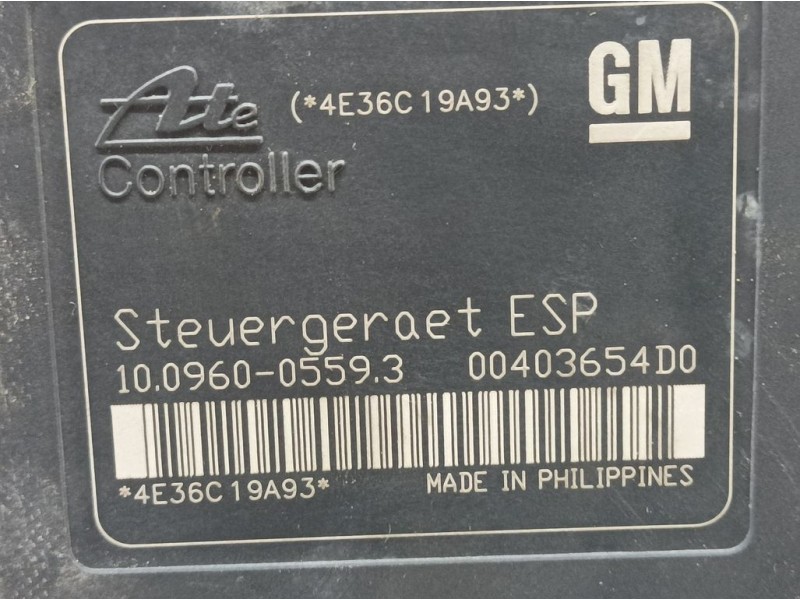 Ate (*4E36C19A93*) GM
Controller
Steuergeraet ESP
10.0960-0559.3 00403654D0
*4E36C19A93* MADE IN PHILIPPINES